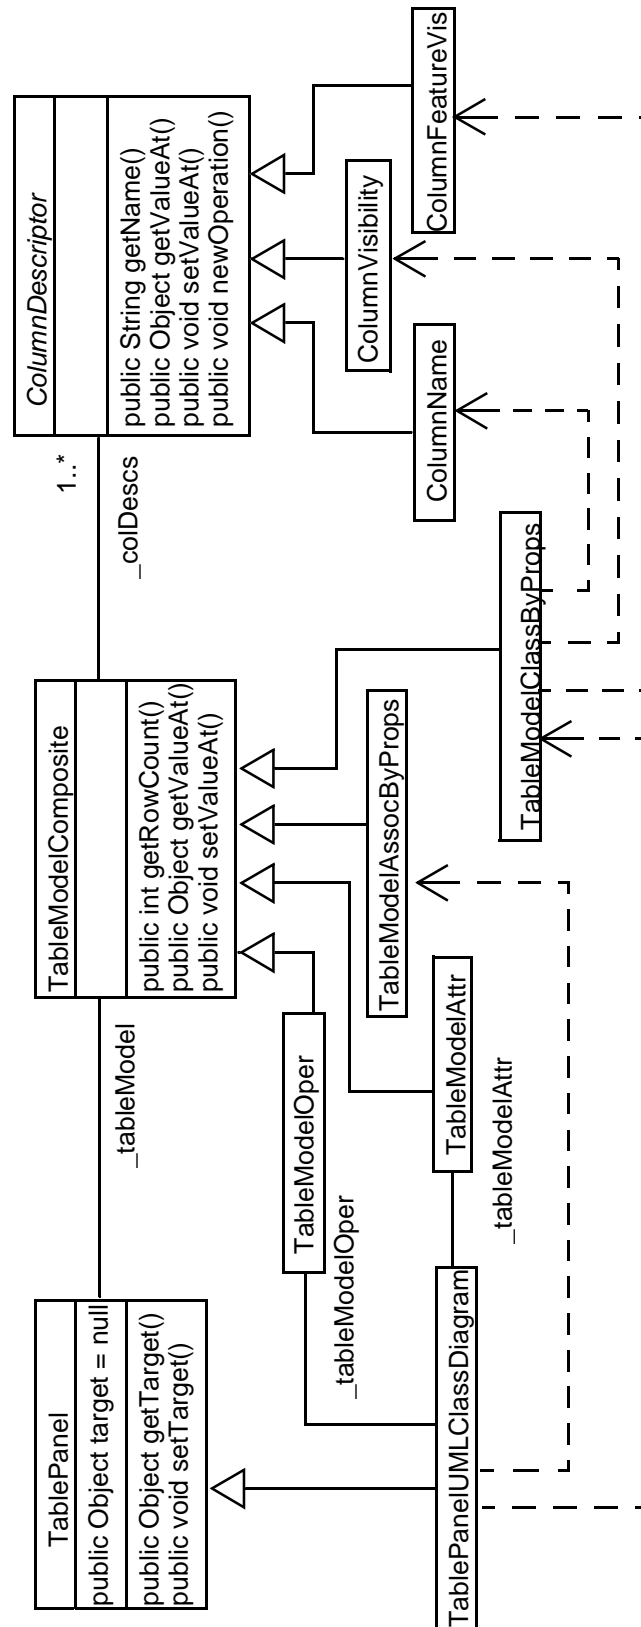 TablePanel
public Object target = null
public Object getTarget()
public void setTarget()
_tableModel
TableModelComposite
public int getRowCount()
public Object getValueAt()
public void setValueAt()
1..*
_colDescs
ColumnDescriptor
public String getName()
public Object getValueAt()
public void setValueAt()
public void newOperation()
TableModelOper
_tableModelOper
TableModelAssocByProps
ColumnVisibility
TablePanelUMLClassDiagram
TableModelAttr
_tableModelAttr
ColumnName
ColumnFeatureVis
TableModelClassByProps